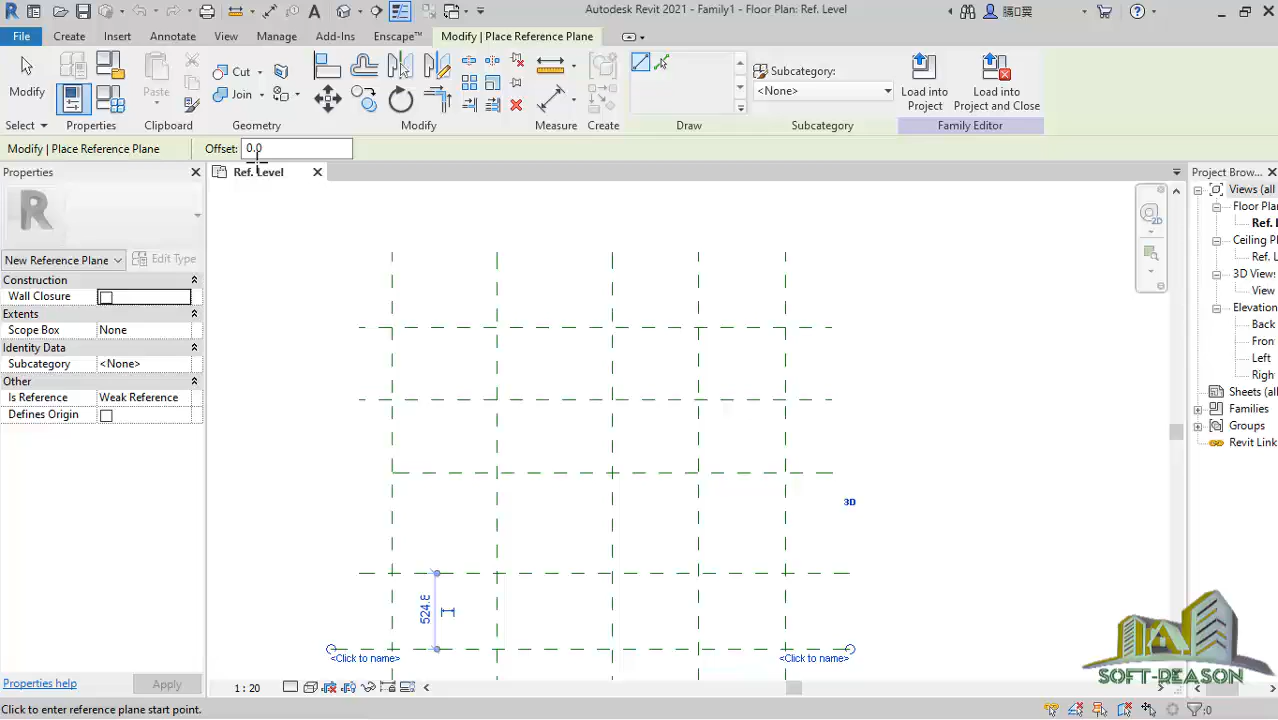 Autodesk Revit 2021 - Family1 - Floor Plan: Ref. Level
File Create Insert Annotate View Manage Add-Ins Enscape™ Modify | Place Reference Plane
Modify
Paste
Cut
Join
Subcategory:
<None>
Load into
Project
Load into
Project and Close
Select Properties Clipboard Geometry Modify Measure Create Draw Subcategory Family Editor
Modify | Place Reference Plane Offset: 0.0
Properties
Ref. Level
Project Brow...
New Reference Plane Edit Type
Construction
Wall Closure
Extents
Scope Box None
Identity Data
Subcategory <None>
Other
Is Reference Weak Reference
Defines Origin
Views (all
Floor Plan
Ref. L
Ceiling Pl
Ref. Le
3D Views
View
Elevation
Back
Front
Left
Right
Sheets (all
Families
Groups
Revit Link
3D
524.8
<Click to name> <Click to name>
SOFT-REASON
Properties help Apply
1 : 20
Click to enter reference plane start point.
:0